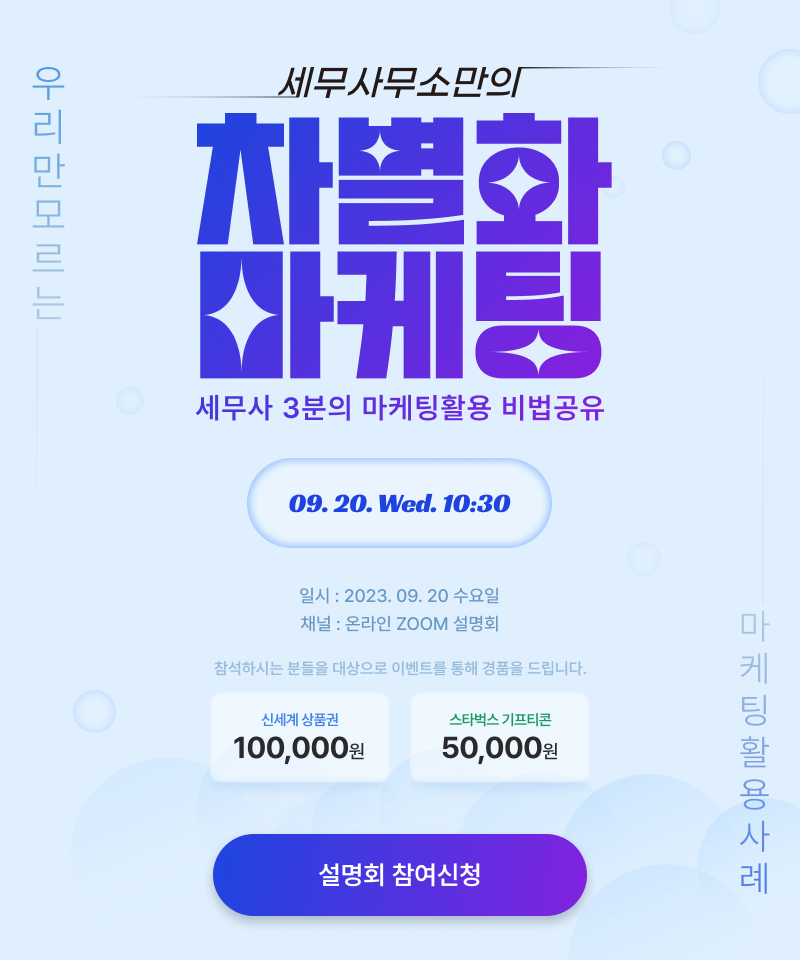 우리만모르는
세무사무소만의
차별화
마케팅
세무사 3분의 마케팅활용 비법공유
09. 20. Wed. 10:30
일시 : 2023. 09. 20 수요일
채널 : 온라인 ZOOM 설명회
참석하시는 분들을 대상으로 이벤트를 통해 경품을 드립니다.
신세계 상품권
100,000원
스타벅스 기프티콘
50,000원
마케팅활용사례
설명회 참여신청